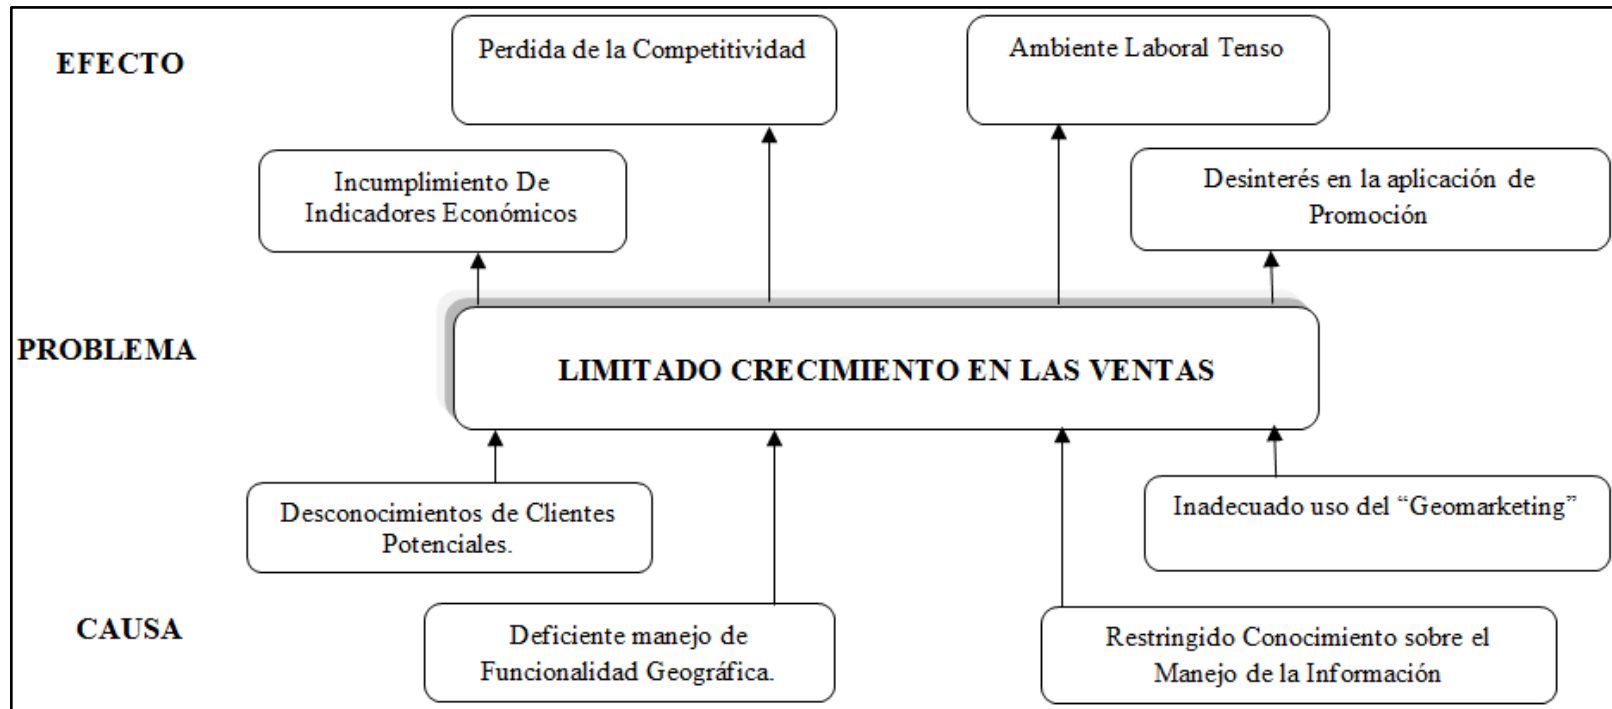 EFECTO
Perdida de la Competitividad
Ambiente Laboral Tenso
Incumplimiento De
Indicadores Económicos
Desinterés en la aplicación de
Promoción
PROBLEMA
LIMITADO CRECIMIENTO EN LAS VENTAS
Desconocimientos de Clientes
Potenciales.
Inadecuado uso del “Geomarketing”
CAUSA
Deficiente manejo de
Funcionalidad Geográfica.
Restringido Conocimiento sobre el
Manejo de la Información